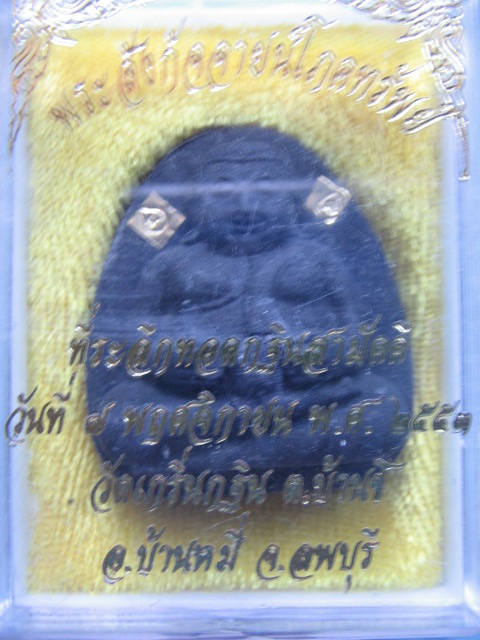 พระสังกัจจายน์โภคทรัพย์
ที่ระลึกทอดกฐินสามัคคี
วันที่ ๗ พฤศจิกายน พ.ศ. ๒๕๕๓
วัดเกริ่นกฐิน ต.บ้านชี
อ.บ้านหมี่ จ.ลพบุรี